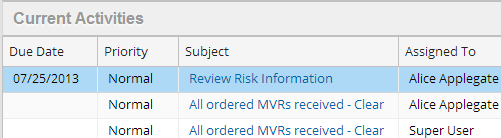 Current Activities
Due Date Priority Subject Assigned To
07/25/2013 Normal Review Risk Information Alice Applegate
Normal All ordered MVRs received - Clear Alice Applegate
Normal All ordered MVRs received - Clear Super User